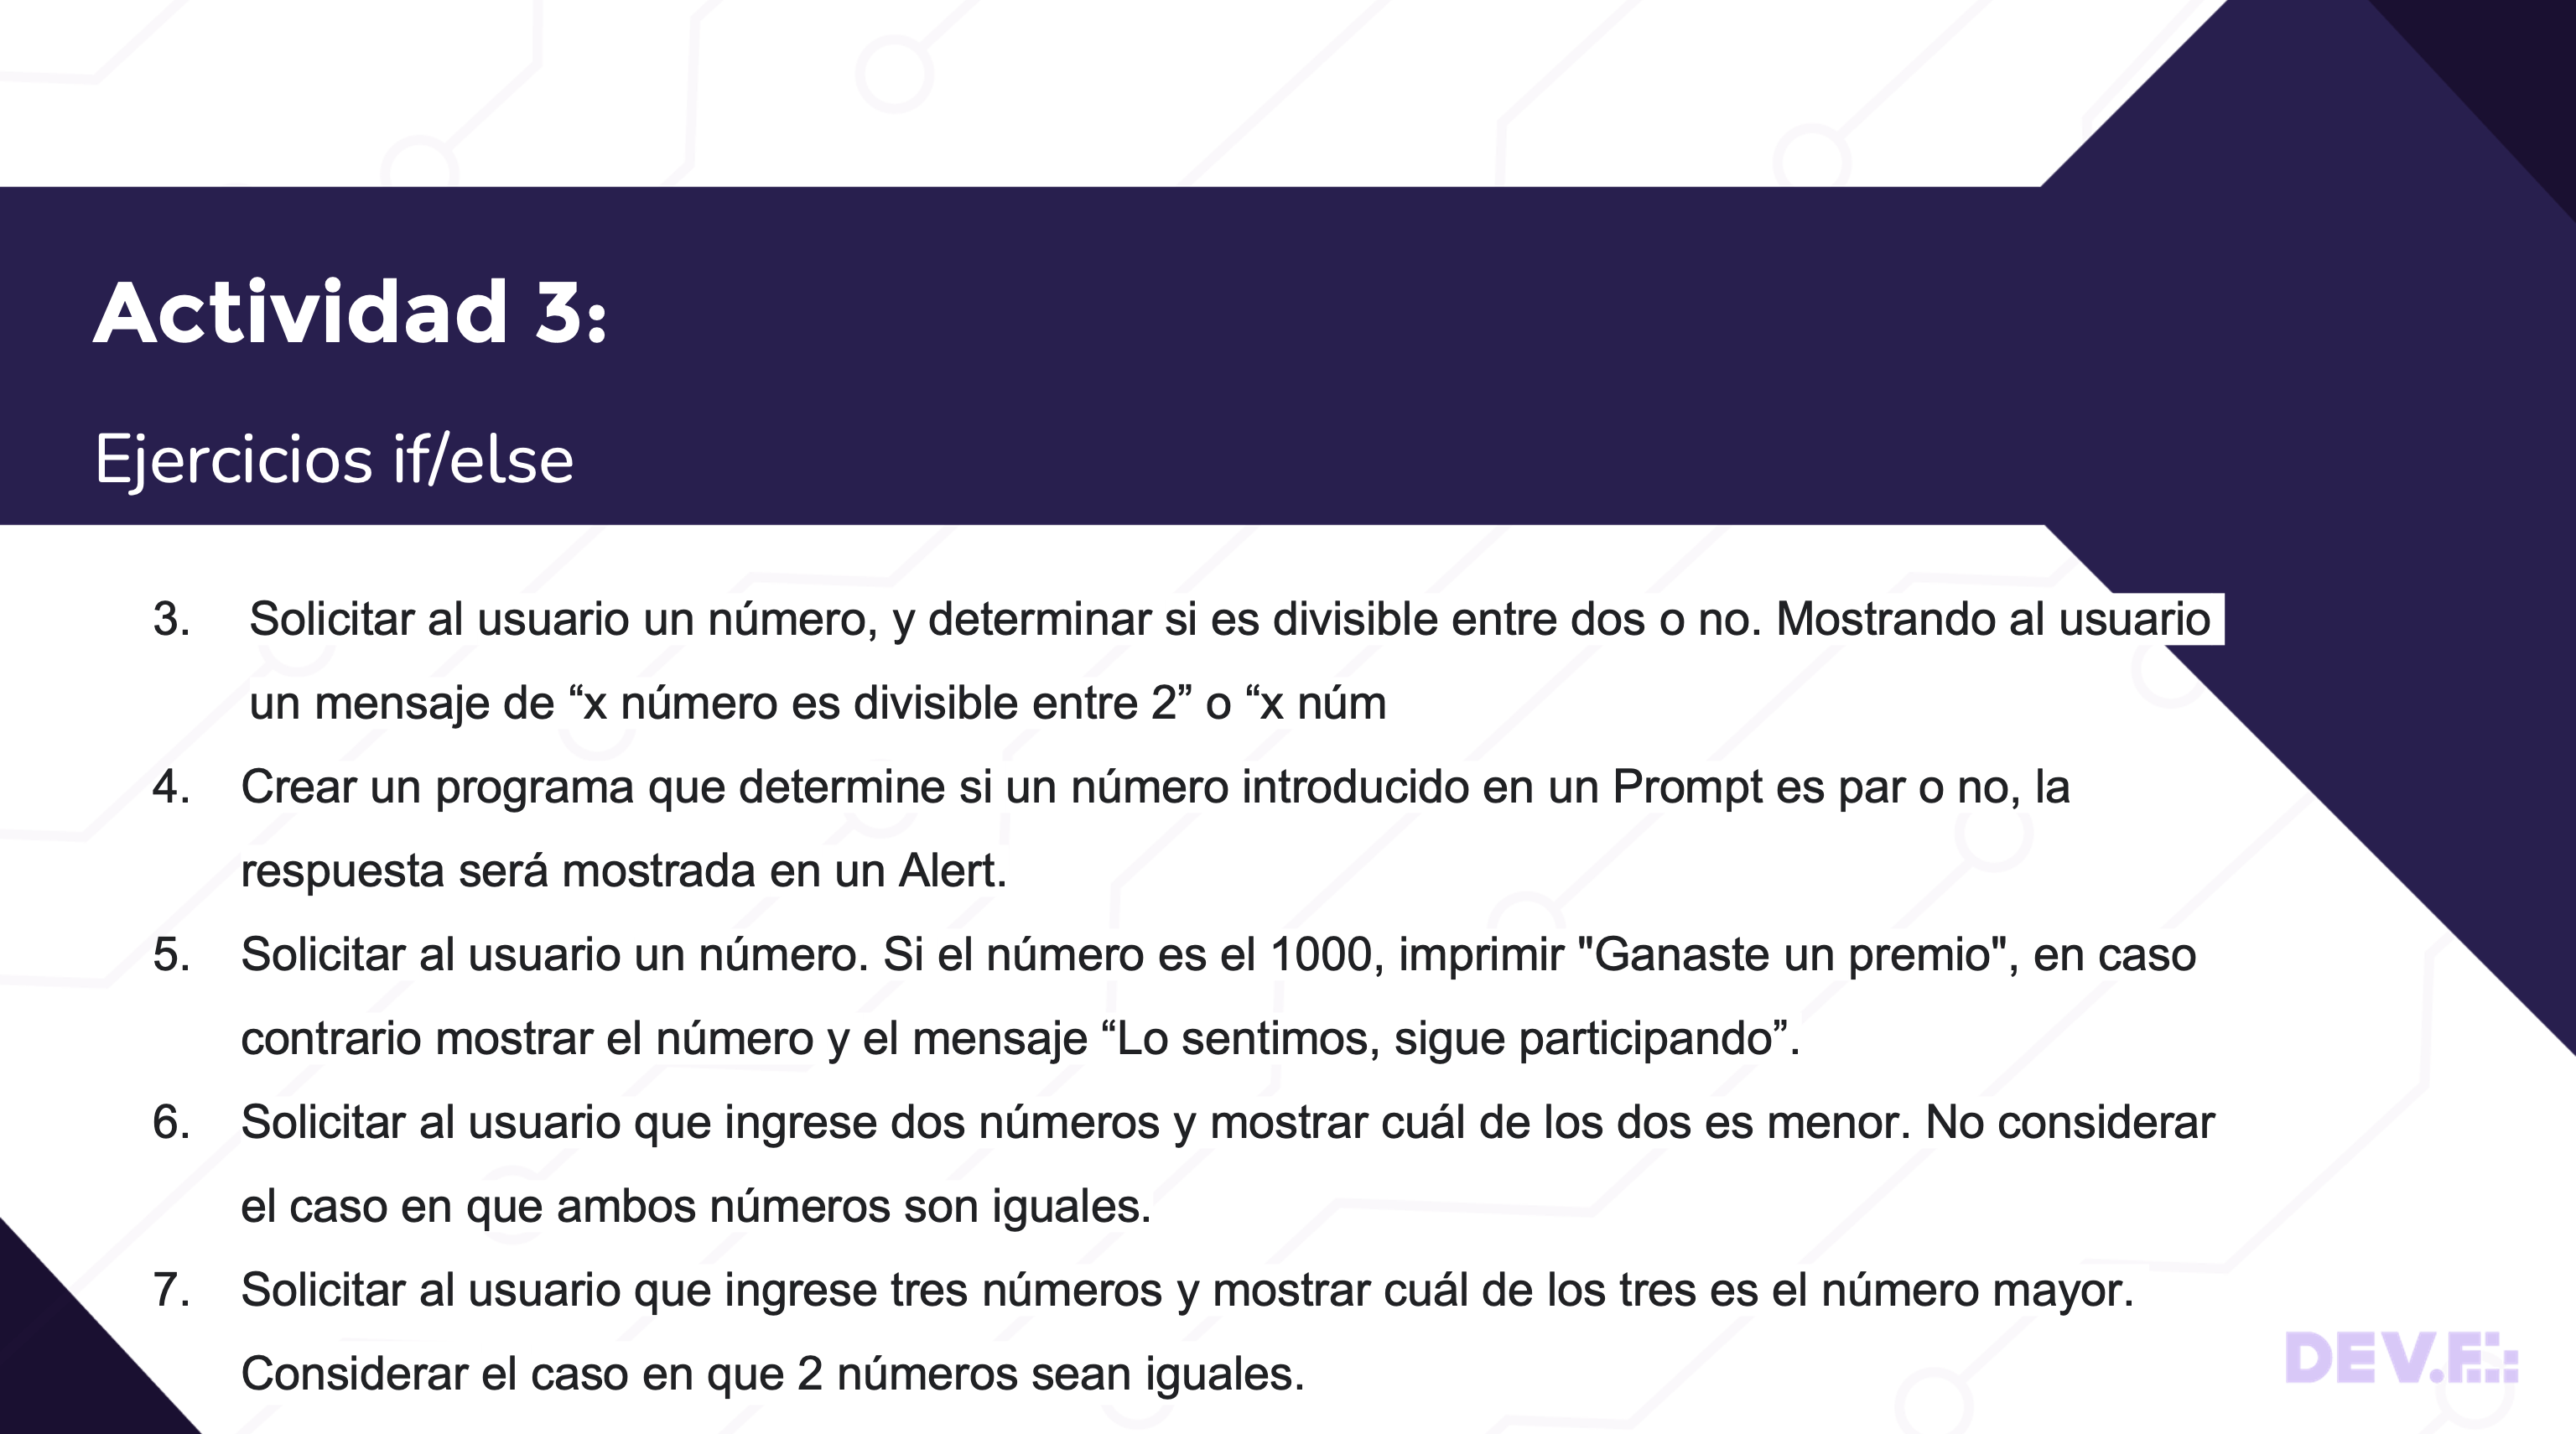 Actividad 3:
Ejercicios if/else
3. Solicitar al usuario un número, y determinar si es divisible entre dos o no. Mostrando al usuario
un mensaje de “x número es divisible entre 2” o “x núm
4. Crear un programa que determine si un número introducido en un Prompt es par o no, la
respuesta será mostrada en un Alert.
5. Solicitar al usuario un número. Si el número es el 1000, imprimir "Ganaste un premio", en caso
contrario mostrar el número y el mensaje “Lo sentimos, sigue participando”.
6. Solicitar al usuario que ingrese dos números y mostrar cuál de los dos es menor. No considerar
el caso en que ambos números son iguales.
7. Solicitar al usuario que ingrese tres números y mostrar cuál de los tres es el número mayor.
Considerar el caso en que 2 números sean iguales.
DEV.F